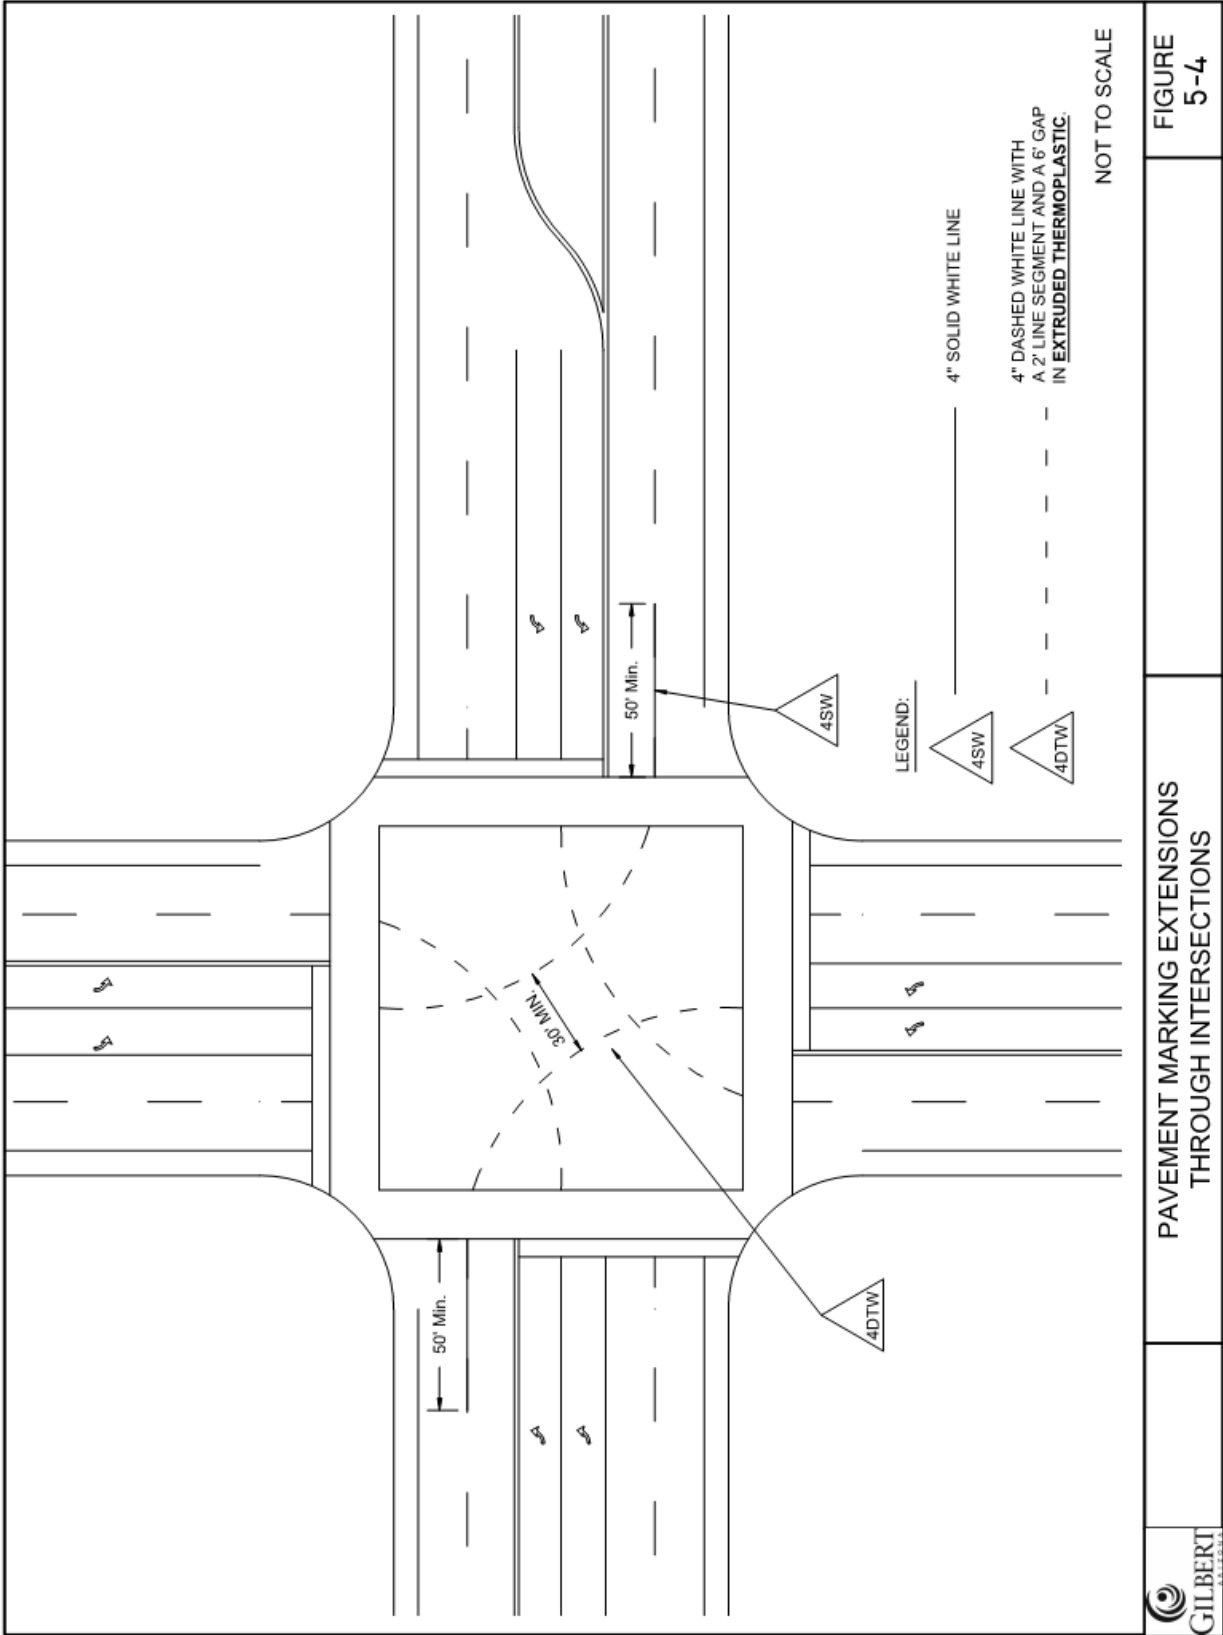 50' Min.
50' Min.
30' MIN.
4SW
4DTW
LEGEND:
4SW
4" SOLID WHITE LINE
4DTW
4" DASHED WHITE LINE WITH
A 2' LINE SEGMENT AND A 6' GAP
IN EXTRUDED THERMOPLASTIC.
NOT TO SCALE
GILBERT
ARIZONA
PAVEMENT MARKING EXTENSIONS
THROUGH INTERSECTIONS
FIGURE
5-4